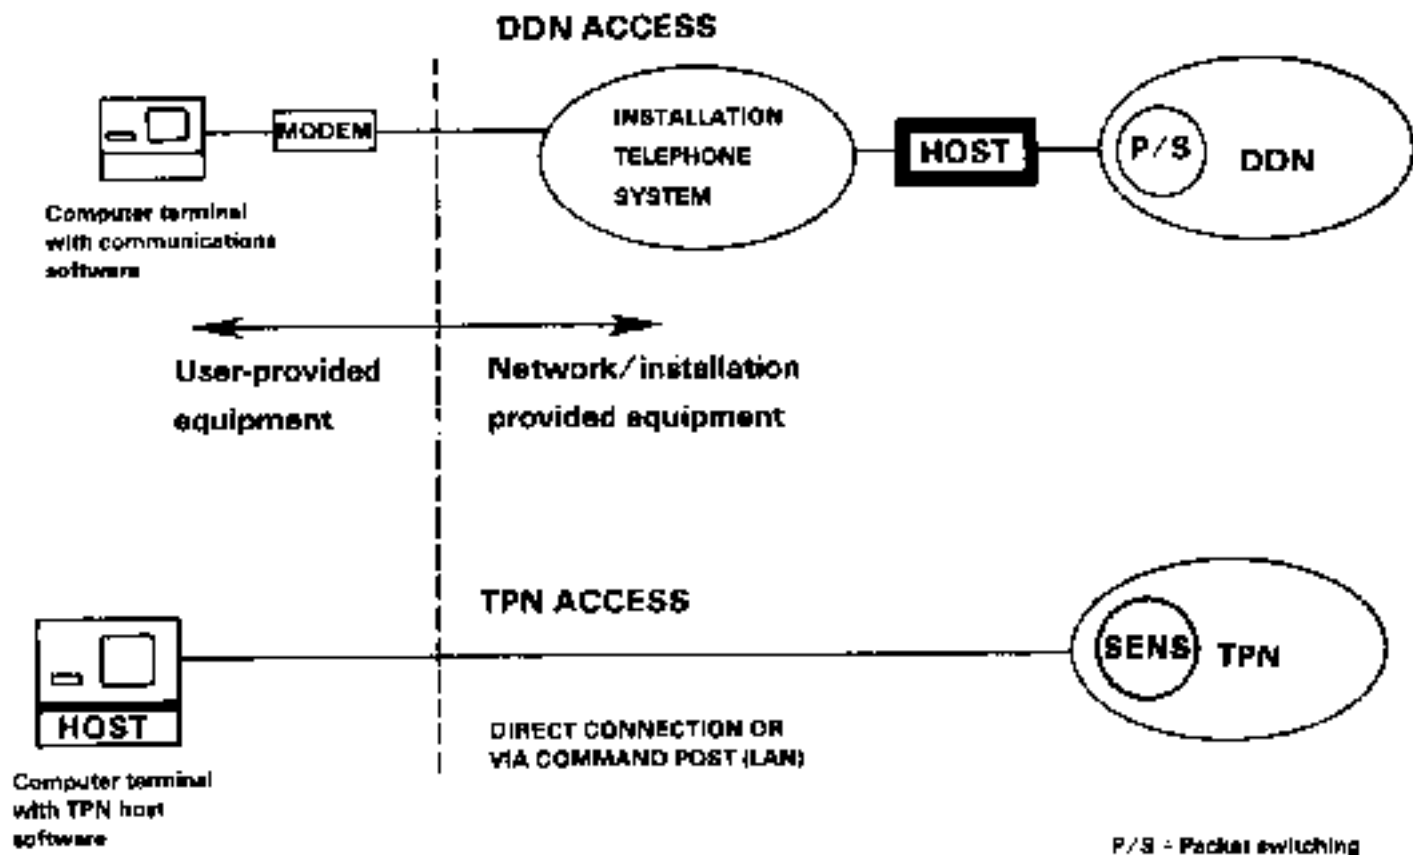 DDN ACCESS
MODEM
INSTALLATION
TELEPHONE
SYSTEM
HOST
P/S
DDN
Computer terminal
with communications
software
User-provided
equipment
Network/installation
provided equipment
TPN ACCESS
HOST
SENS
TPN
DIRECT CONNECTION OR
VIA COMMAND POST (LAN)
Computer terminal
with TPN host
software
P/S - Packet switching